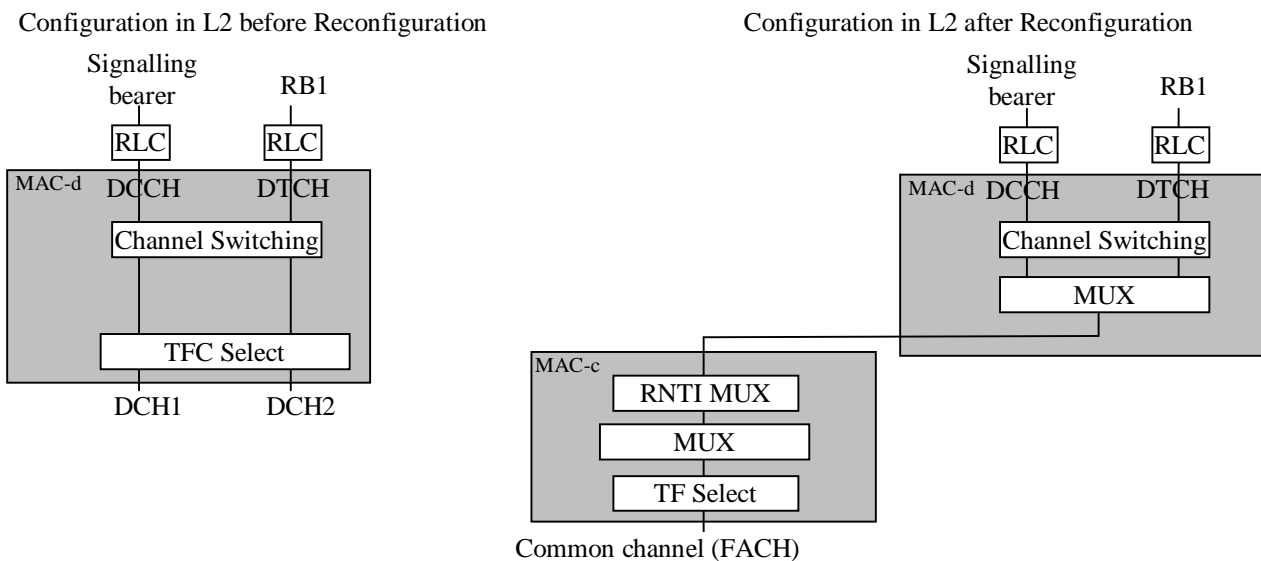 Configuration in L2 before Reconfiguration
Signalling
bearer
RB1
RLC
RLC
MAC-d
DCCH
DTCH
Channel Switching
TFC Select
DCH1
DCH2
Configuration in L2 after Reconfiguration
Signalling
bearer
RB1
RLC
RLC
MAC-d
DCCH
DTCH
Channel Switching
MUX
MAC-c
RNTI MUX
MUX
TF Select
Common channel (FACH)